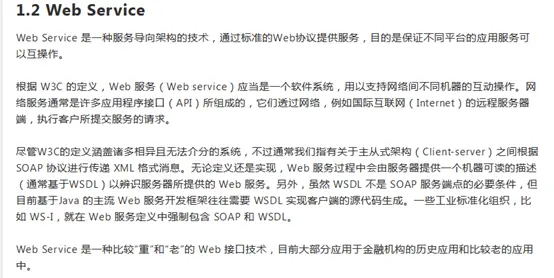 1.2 Web Service
Web Service 是一种服务导向架构的技术，通过标准的Web协议提供服务，目的是保证不同平台的应用服务可
以互操作。
根据 W3C 的定义，Web 服务（Web service）应当是一个软件系统，用以支持网络间不同机器的互动操作。网
络服务通常是许多应用程序接口（API）所组成的，它们透过网络，例如国际互联网（Internet）的远程服务器
端，执行客户所提交服务的请求。
尽管W3C的定义涵盖诸多相异且无法介分的系统，不过通常我们指有关于主从式架构（Client-server）之间根据
SOAP 协议进行传递 XML 格式消息。无论定义还是实现，Web 服务过程中会由服务器提供一个机器可读的描述
（通常基于WSDL）以辨识服务器所提供的 Web 服务。另外，虽然 WSDL 不是 SOAP 服务端点的必要条件，但
目前基于Java 的主流 Web 服务开发框架往往需要 WSDL 实现客户端的源代码生成。一些工业标准化组织，比
如 WS-I，就在 Web 服务定义中强制包含 SOAP 和 WSDL。
Web Service 是一种比较"重"和"老"的 Web 接口技术，目前大部分应用于金融机构的历史应用和比较老的应用
中。